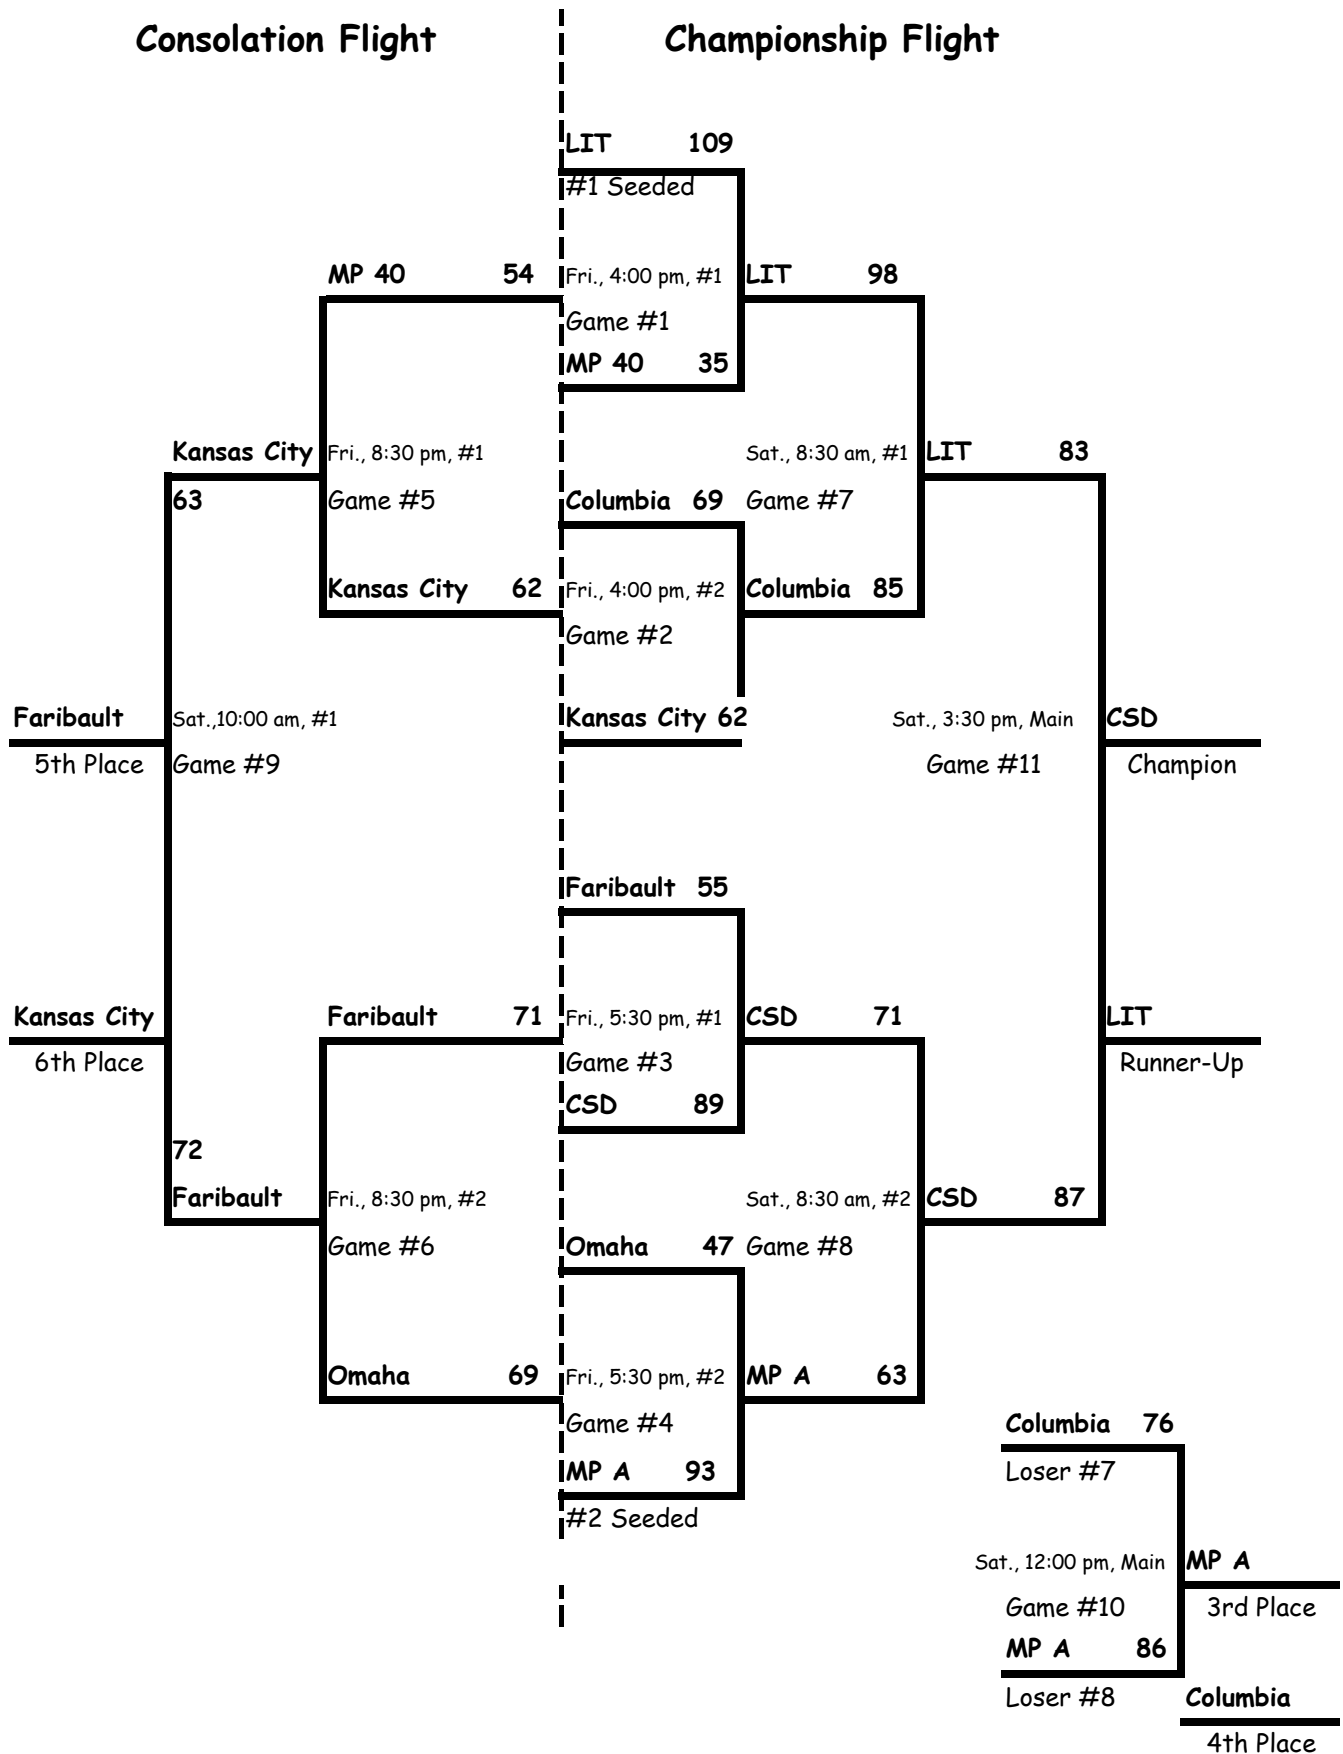 Consolation Flight Championship Flight
LIT 109
#1 Seeded
MP 40 54 Fri., 4:00 pm, #1 LIT 98
Game #1
MP 40 35
Kansas City Fri., 8:30 pm, #1 Sat., 8:30 am, #1 LIT 83
63 Game #5 Columbia 69 Game #7
Kansas City 62 Fri., 4:00 pm, #2 Columbia 85
Game #2
Faribault Sat.,10:00 am, #1 Kansas City 62 Sat., 3:30 pm, Main CSD
5th Place Game #9 Game #11 Champion
Faribault 55
Kansas City Faribault 71 Fri., 5:30 pm, #1 CSD 71 LIT
6th Place Game #3 Runner-Up
CSD 89
72
Faribault Fri., 8:30 pm, #2 Sat., 8:30 am, #2 CSD 87
Game #6 Omaha 47 Game #8
Omaha 69 Fri., 5:30 pm, #2 MP A 63
Game #4 Columbia 76
MP A 93 Loser #7
#2 Seeded
Sat., 12:00 pm, Main MP A
Game #10 3rd Place
MP A 86
Loser #8 Columbia
4th Place